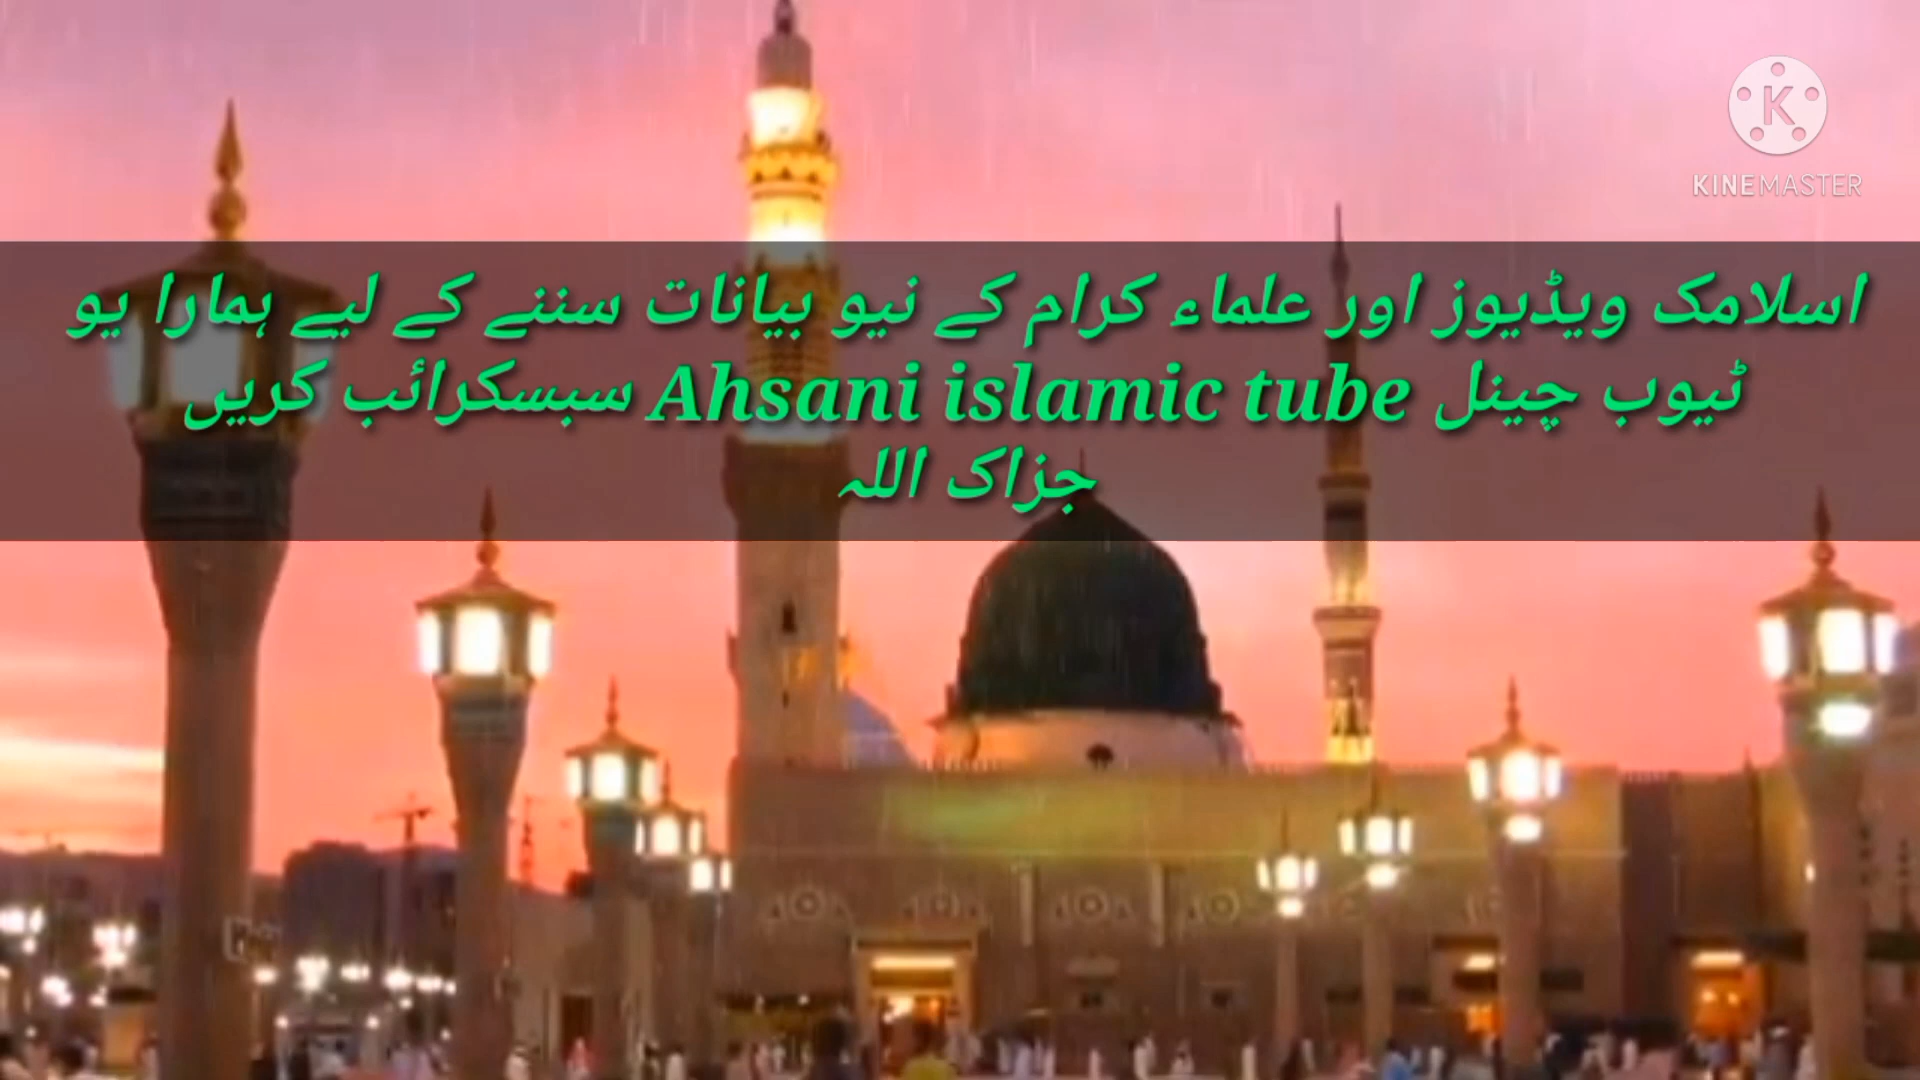 KINEMASTER
اسلامک ویڈیوز اور علماء کرام کے نیو بیانات سننے کے لیے ہمارا یو
ٹیوب چینل Ahsani islamic tube سبسکرائب کریں
جزاک اللہ